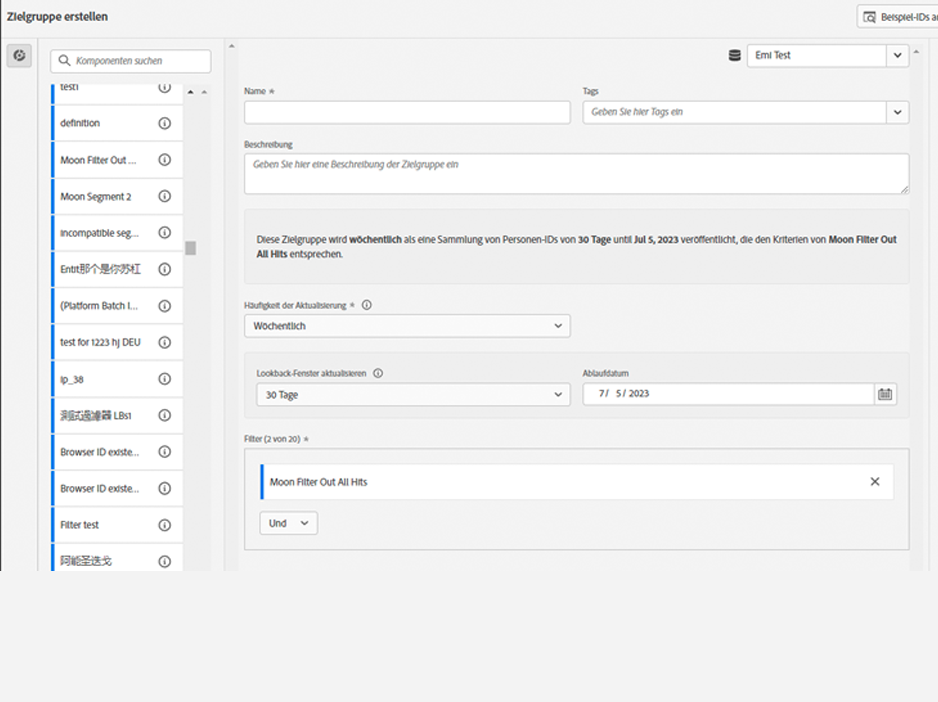 Zielgruppe erstellen
Beispiel-IDs
Komponenten suchen
test1
definition
Moon Filter Out ...
Moon Segment 2
Incompatible seg...
Entit那个是你苏杠
(Platform Batch I...
test for 1223 hj DEU
ip_38
測試過濾器 LBs1
Browser ID existe...
Browser ID existe...
Filter test
阿能圣迭戈
Emi Test
Name *
Tags
Geben Sie hier Tags ein
Beschreibung
Geben Sie hier eine Beschreibung der Zielgruppe ein
Diese Zielgruppe wird wöchentlich als eine Sammlung von Personen-IDs von 30 Tage until Jul 5, 2023 veröffentlicht, die den Kriterien von Moon Filter Out
All Hits entsprechen.
Häufigkeit der Aktualisierung *
Wöchentlich
Lookback-Fenster aktualisieren
Ablaufdatum
30 Tage
7/ 5/ 2023
Filter (2 von 20) *
Moon Filter Out All Hits
Und